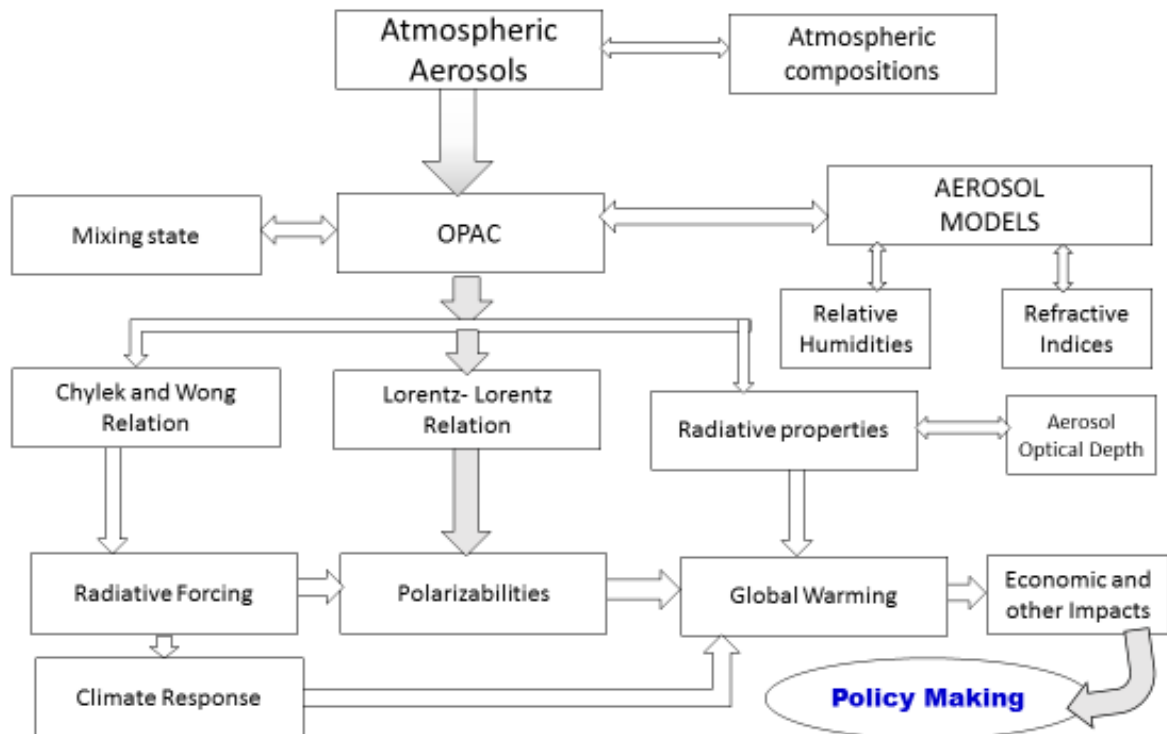 Atmospheric
Aerosols
Atmospheric
compositions
Mixing state
OPAC
AEROSOL
MODELS
Relative
Humidities
Refractive
Indices
Chylek and Wong
Relation
Lorentz- Lorentz
Relation
Radiative properties
Aerosol
Optical Depth
Radiative Forcing
Polarizabilities
Global Warming
Economic and
other Impacts
Climate Response
Policy Making